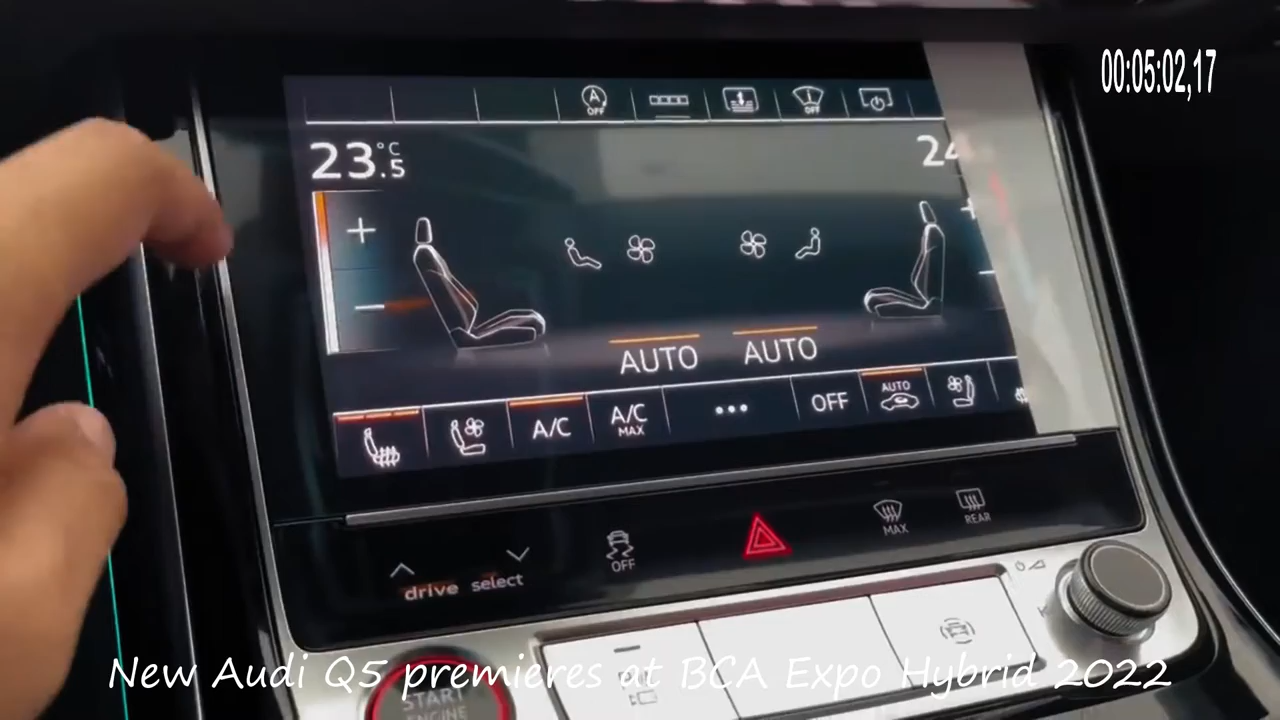 00:05:02,17
A
OFF
OFF
23.5 °C
24
+
+
-
-
AUTO AUTO
A/C
A/C
MAX
•••
OFF
AUTO
drive select
OFF
MAX
REAR
START
ENGINE
New Audi Q5 premieres at BCA Expo Hybrid 2022